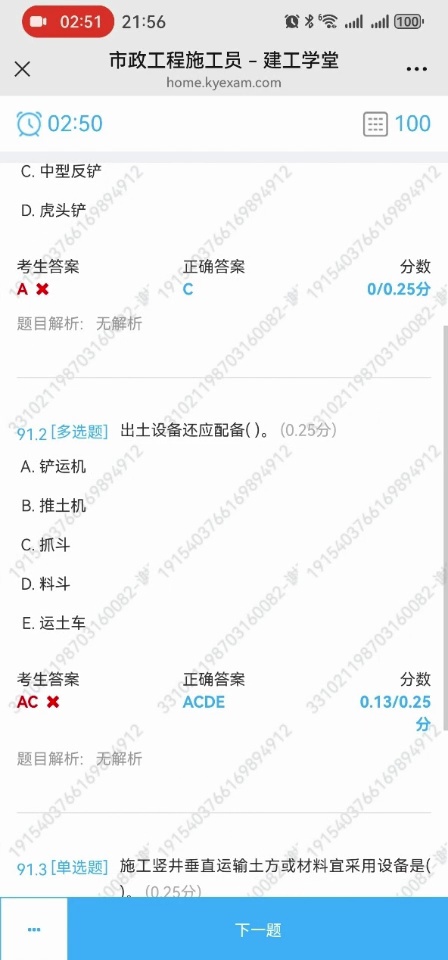 02:51 21:56 6 100
市政工程施工员 – 建工学堂
home.kyexam.com
02:50 100
C. 中型反铲
D. 虎头铲
考生答案 正确答案 分数
A ✖ C 0/0.25分
题目解析: 无解析
91.2 [多选题] 出土设备还应配备( )。 (0.25分)
A. 铲运机
B. 推土机
C. 抓斗
D. 料斗
E. 运土车
考生答案 正确答案 分数
AC ✖ ACDE 0.13/0.25
分
题目解析: 无解析
91.3 [单选题] 施工竖井垂直运输土方或材料宜采用设备是(
)。 (0.25分)
下一题